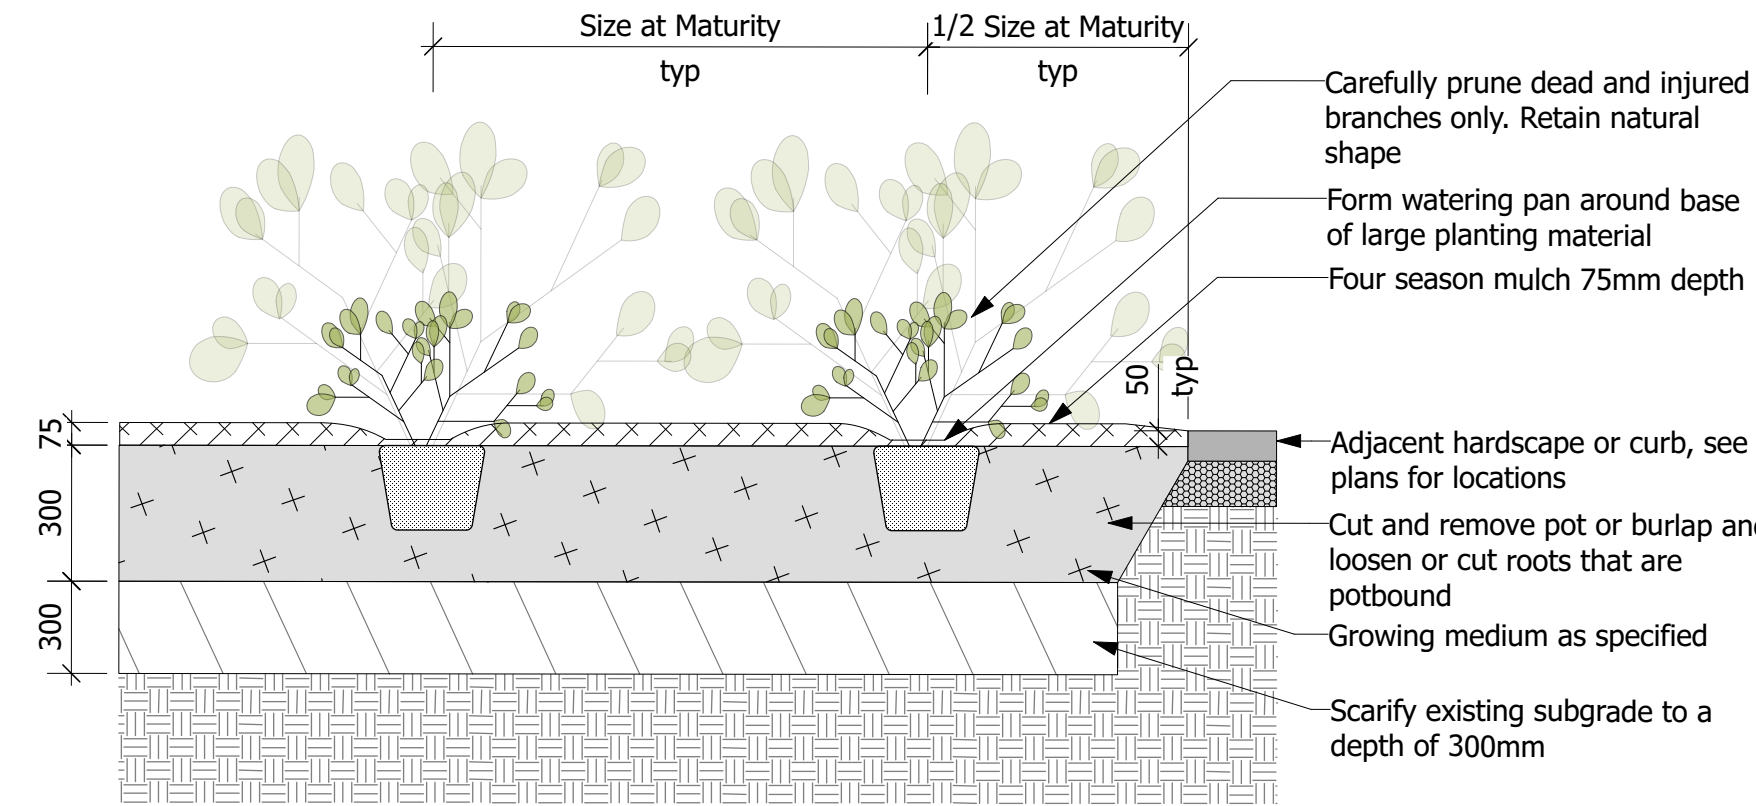 Size at Maturity
typ
1/2 Size at Maturity
typ
Carefully prune dead and injured
branches only. Retain natural
shape
Form watering pan around base
of large planting material
Four season mulch 75mm depth
50
typ
75
300
300
Adjacent hardscape or curb, see
plans for locations
Cut and remove pot or burlap an
loosen or cut roots that are
potbound
Growing medium as specified
Scarify existing subgrade to a
depth of 300mm